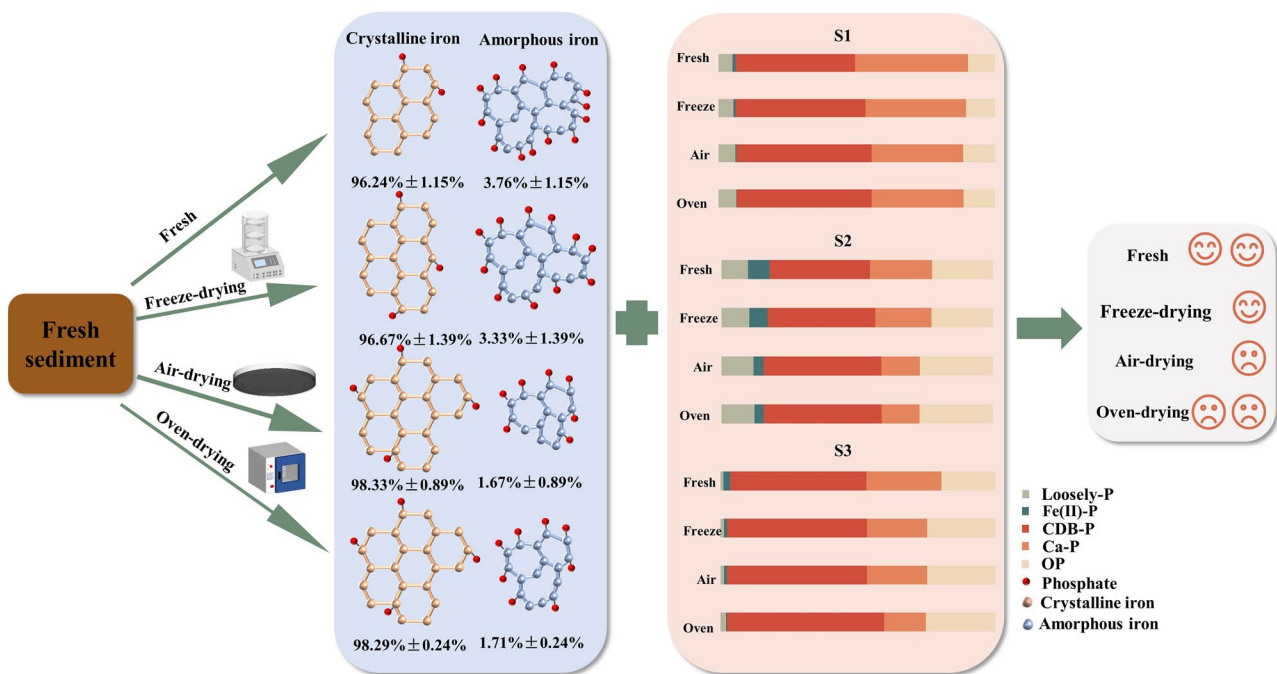 Fresh
sediment
Fresh
Freeze-drying
Air-drying
Oven-drying
Crystalline iron
Amorphous iron
96.24%±1.15%
3.76%±1.15%
96.67%±1.39%
3.33%±1.39%
98.33%±0.89%
1.67%±0.89%
98.29%±0.24%
1.71%±0.24%
S1
Fresh
Freeze
Air
Oven
S2
Fresh
Freeze
Air
Oven
S3
Fresh
Freeze
Air
Oven
Fresh
Freeze-drying
Air-drying
Oven-drying
Loosely-P
Fe(II)-P
CDB-P
Ca-P
OP
Phosphate
Crystalline iron
Amorphous iron